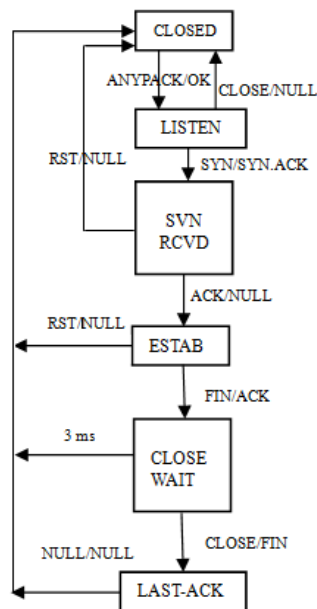 CLOSED
ANYPACK/OK
CLOSE/NULL
LISTEN
RST/NULL
SYN/SYN.ACK
SVN
RCVD
ACK/NULL
RST/NULL
ESTAB
FIN/ACK
3 ms
CLOSE
WAIT
CLOSE/FIN
NULL/NULL
LAST-ACK